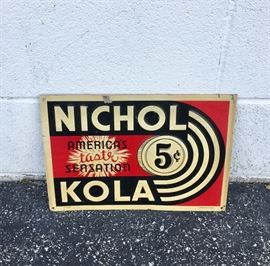 NICHOL
AMERICA'S
taste
SENSATION
5¢
KOLA